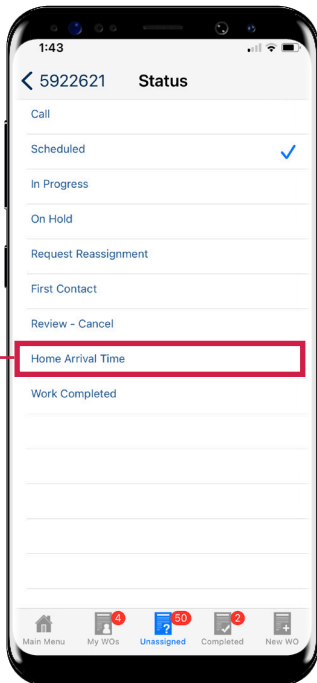 1:43
5922621 Status
Call
Scheduled
In Progress
On Hold
Request Reassignment
First Contact
Review - Cancel
Home Arrival Time
Work Completed
4 50 2
Main Menu My WOs Unassigned Completed New WO